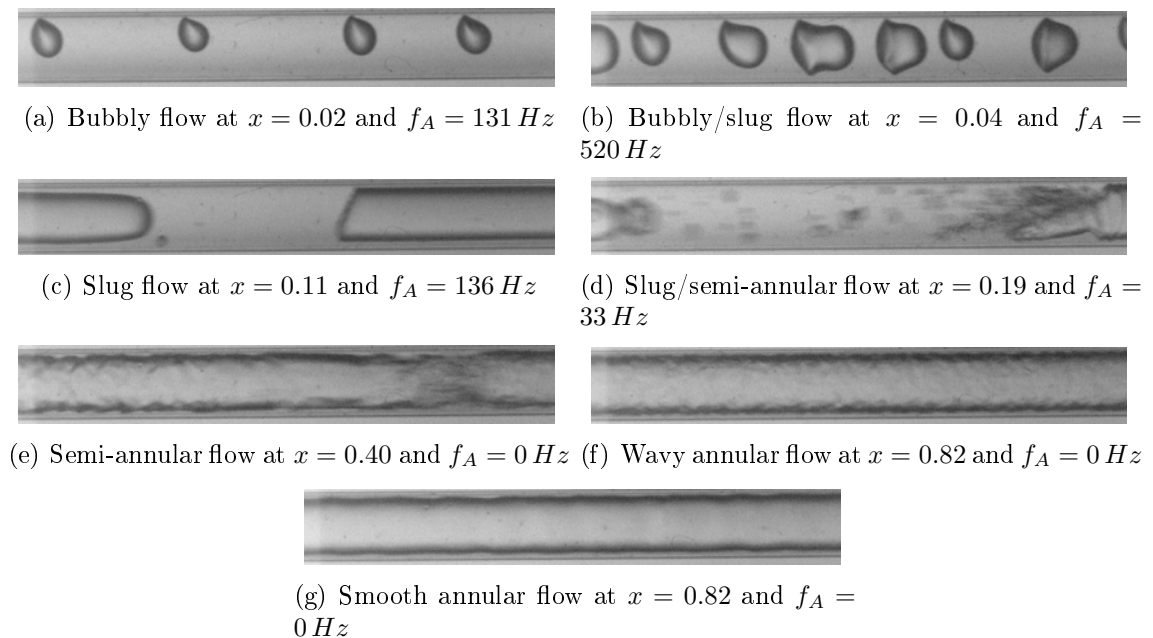 (a) Bubbly flow at x = 0.02 and f_A = 131 Hz
(b) Bubbly/slug flow at x = 0.04 and f_A =
520 Hz
(c) Slug flow at x = 0.11 and f_A = 136 Hz
(d) Slug/semi-annular flow at x = 0.19 and f_A =
33 Hz
(e) Semi-annular flow at x = 0.40 and f_A = 0 Hz
(f) Wavy annular flow at x = 0.82 and f_A = 0 Hz
(g) Smooth annular flow at x = 0.82 and f_A =
0 Hz